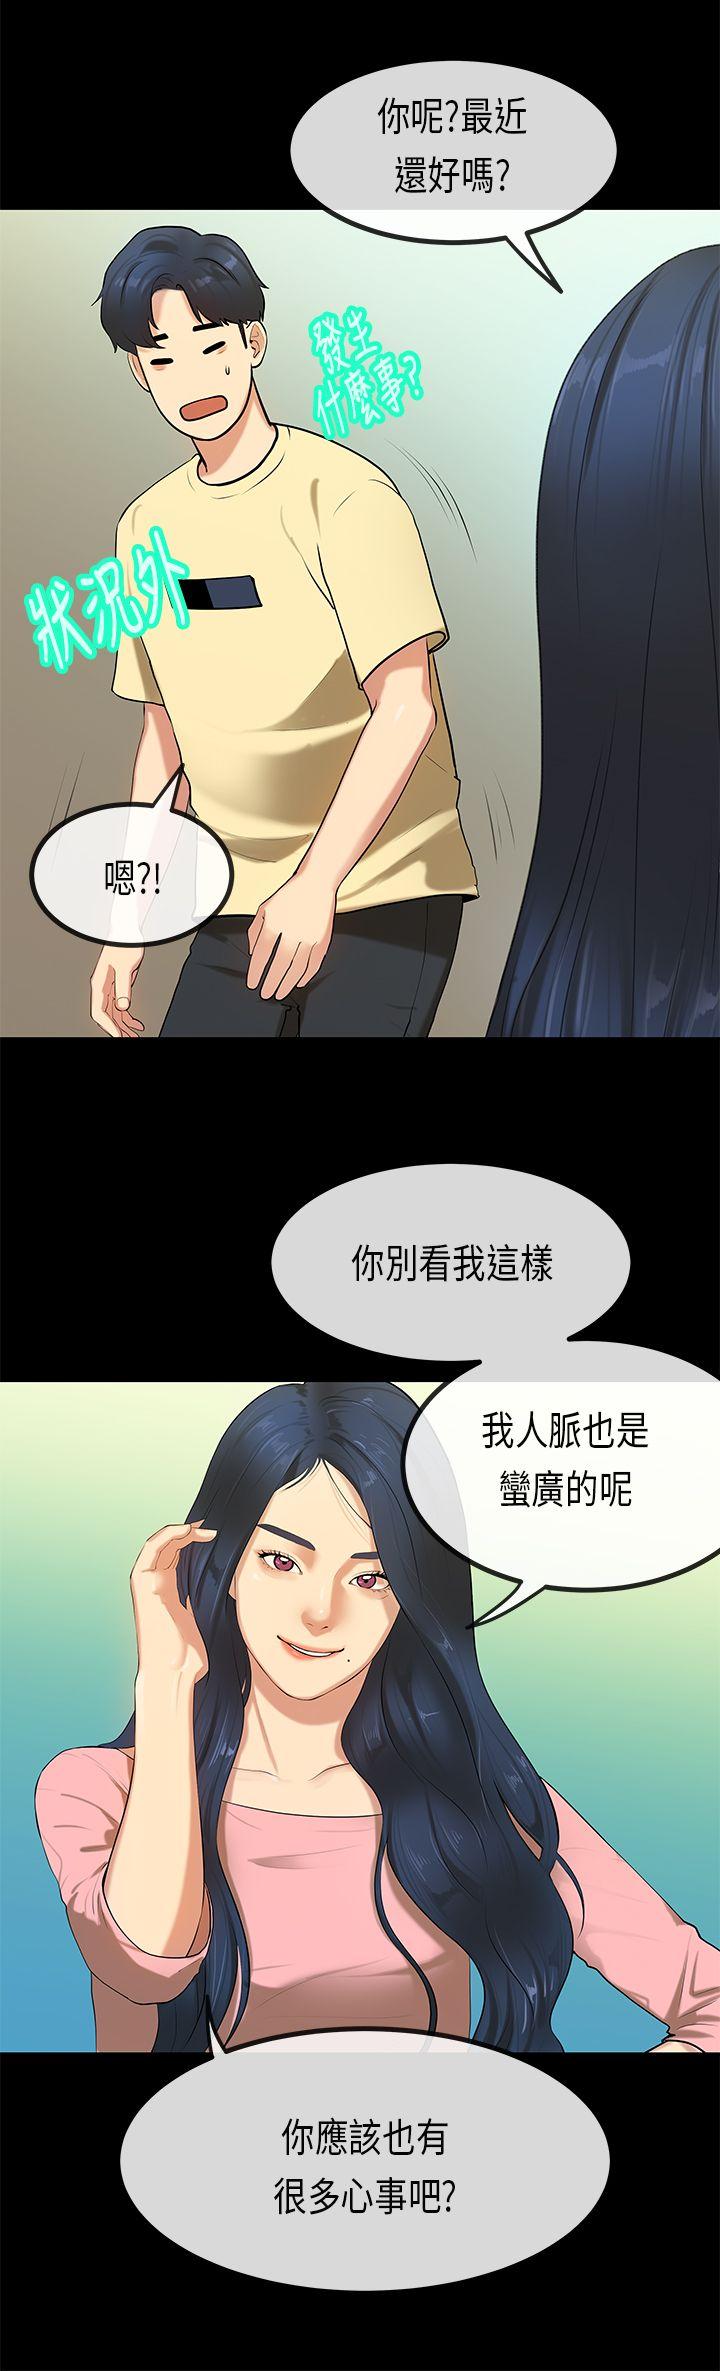 你呢?最近
還好嗎?
發生
什麼事?
狀況外
嗯?!
你別看我這樣
我人脈也是
蠻廣的呢
你應該也有
很多心事吧?